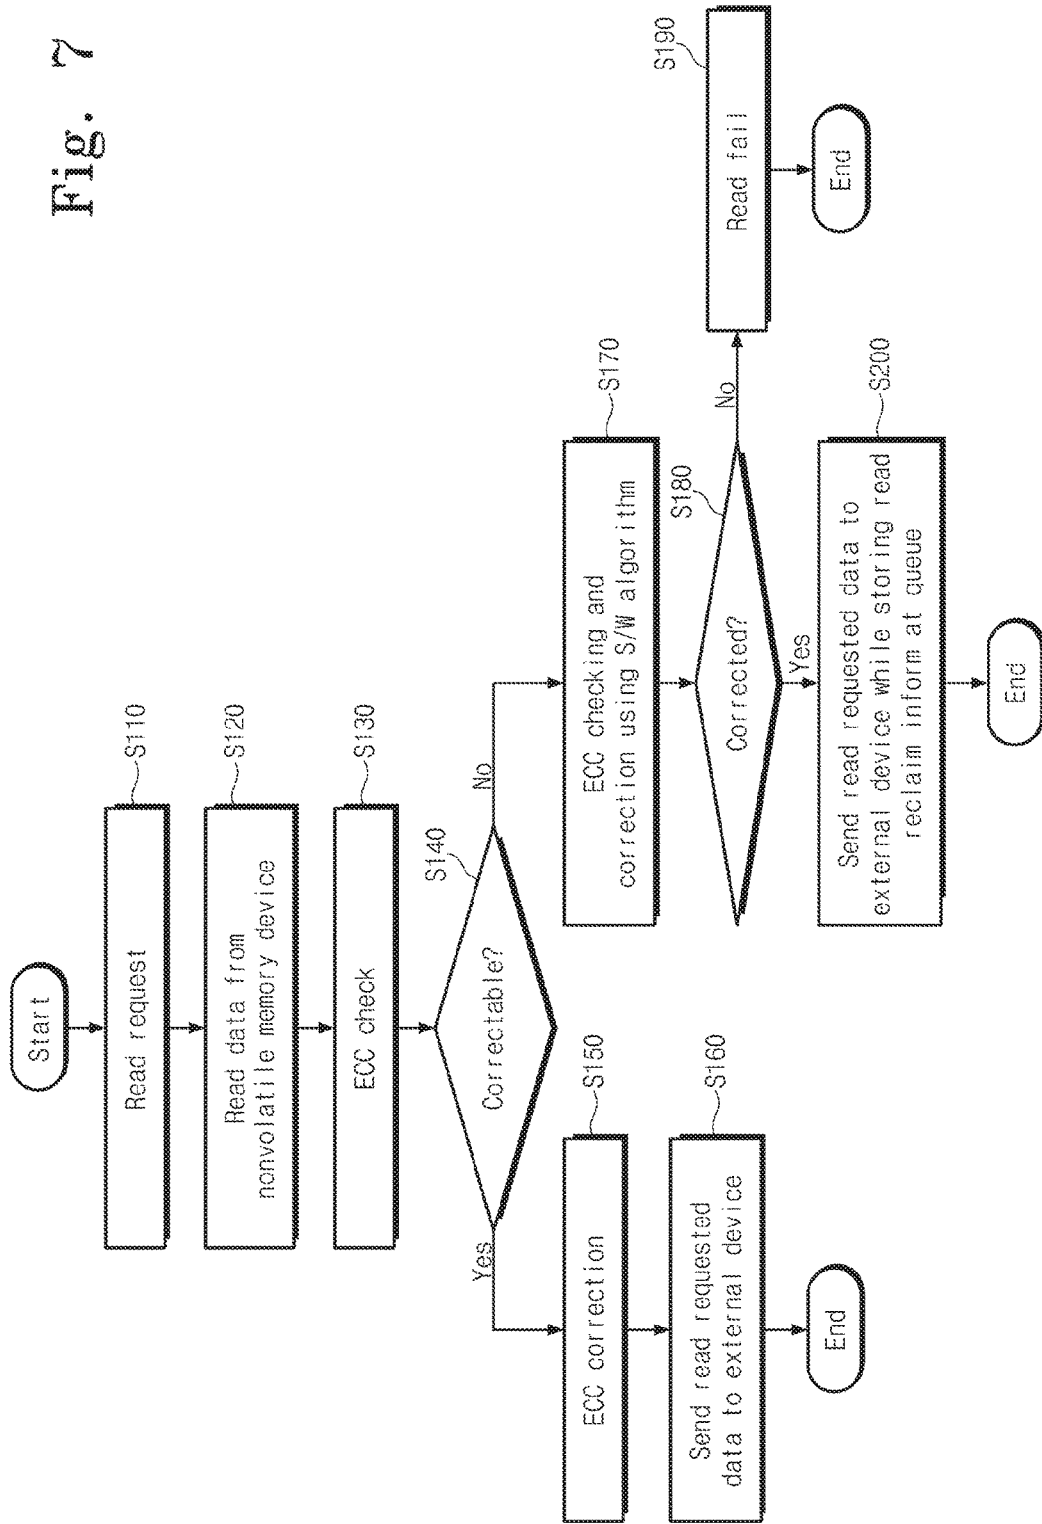 Fig. 7
Start
Read request
S110
Read data from
nonvolatile memory device
S120
ECC check
S130
Correctable?
S140
Yes
No
ECC correction
S150
Send read requested
data to external device
S160
End
ECC checking and
correction using S/W algorithm
S170
Corrected?
S180
No
Read fail
S190
End
Yes
Send read requested data to
external device while storing read
reclaim inform at queue
S200
End